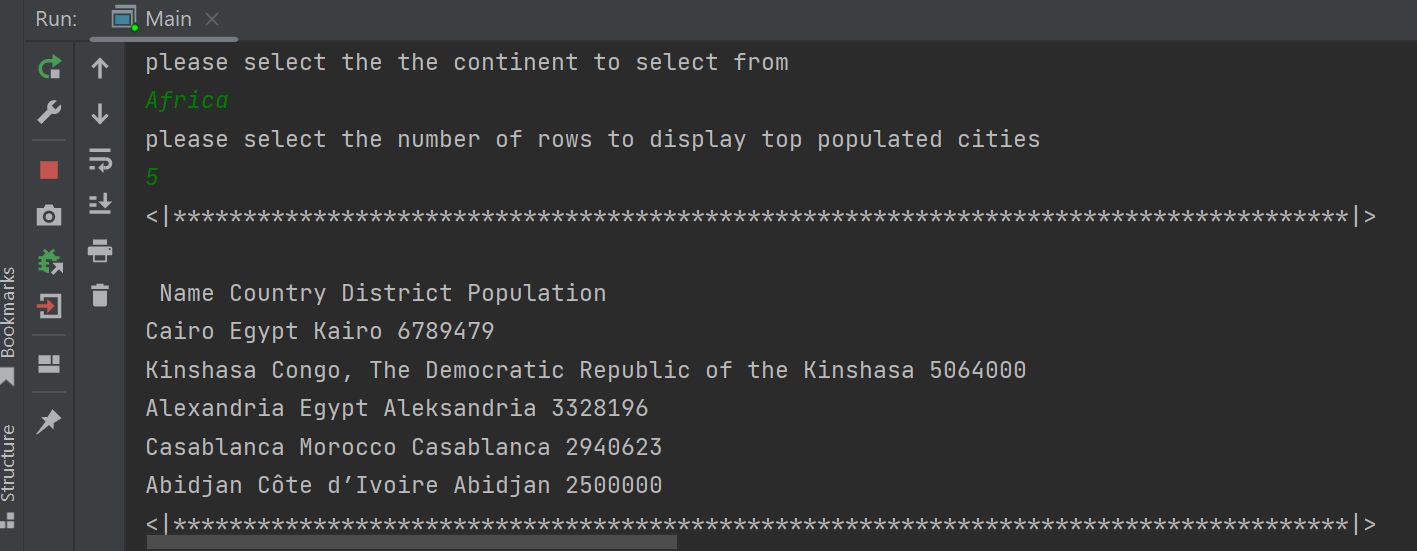 Run: Main
please select the the continent to select from
Africa
please select the number of rows to display top populated cities
5
<|************************************************************************************|>
Name Country District Population
Cairo Egypt Kairo 6789479
Kinshasa Congo, The Democratic Republic of the Kinshasa 5064000
Alexandria Egypt Aleksandria 3328196
Casablanca Morocco Casablanca 2940623
Abidjan Côte d’Ivoire Abidjan 2500000
<|************************************************************************************|>
Bookmarks
Structure